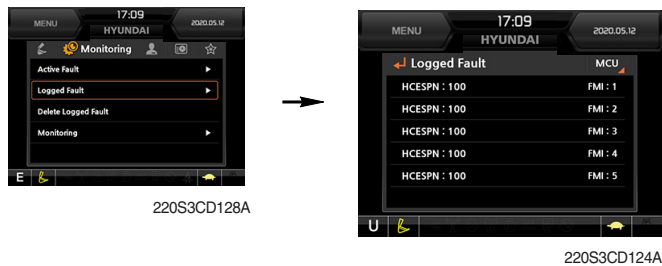 MENU
17:09
2020.05.12
HYUNDAI
Monitoring
Active Fault
Logged Fault
Delete Logged Fault
Monitoring
E
220S3CD128A
MENU
17:09
2020.05.12
HYUNDAI
Logged Fault MCU
HCESPN : 100 FMI : 1
HCESPN : 100 FMI : 2
HCESPN : 100 FMI : 3
HCESPN : 100 FMI : 4
HCESPN : 100 FMI : 5
U
220S3CD124A